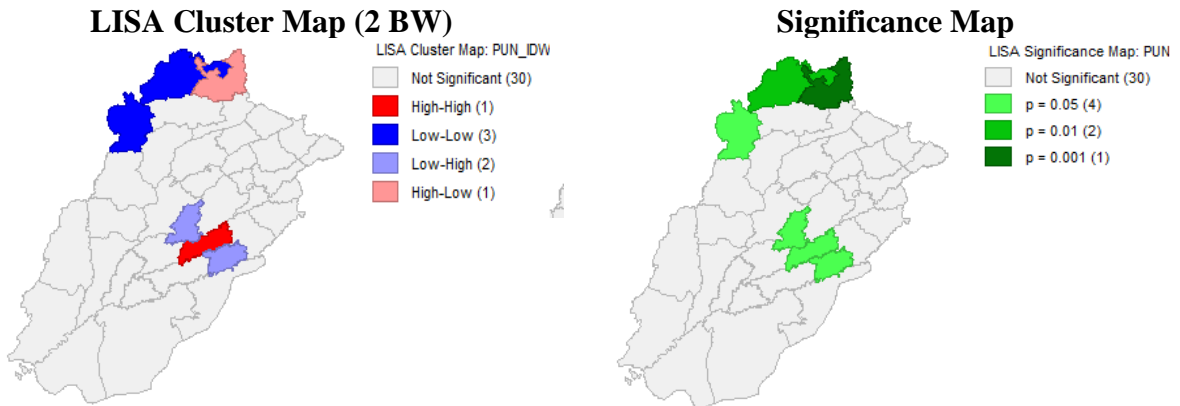 LISA Cluster Map (2 BW)
LISA Cluster Map: PUN_IDW
Not Significant (30)
High-High (1)
Low-Low (3)
Low-High (2)
High-Low (1)
Significance Map
LISA Significance Map: PUN
Not Significant (30)
p = 0.05 (4)
p = 0.01 (2)
p = 0.001 (1)